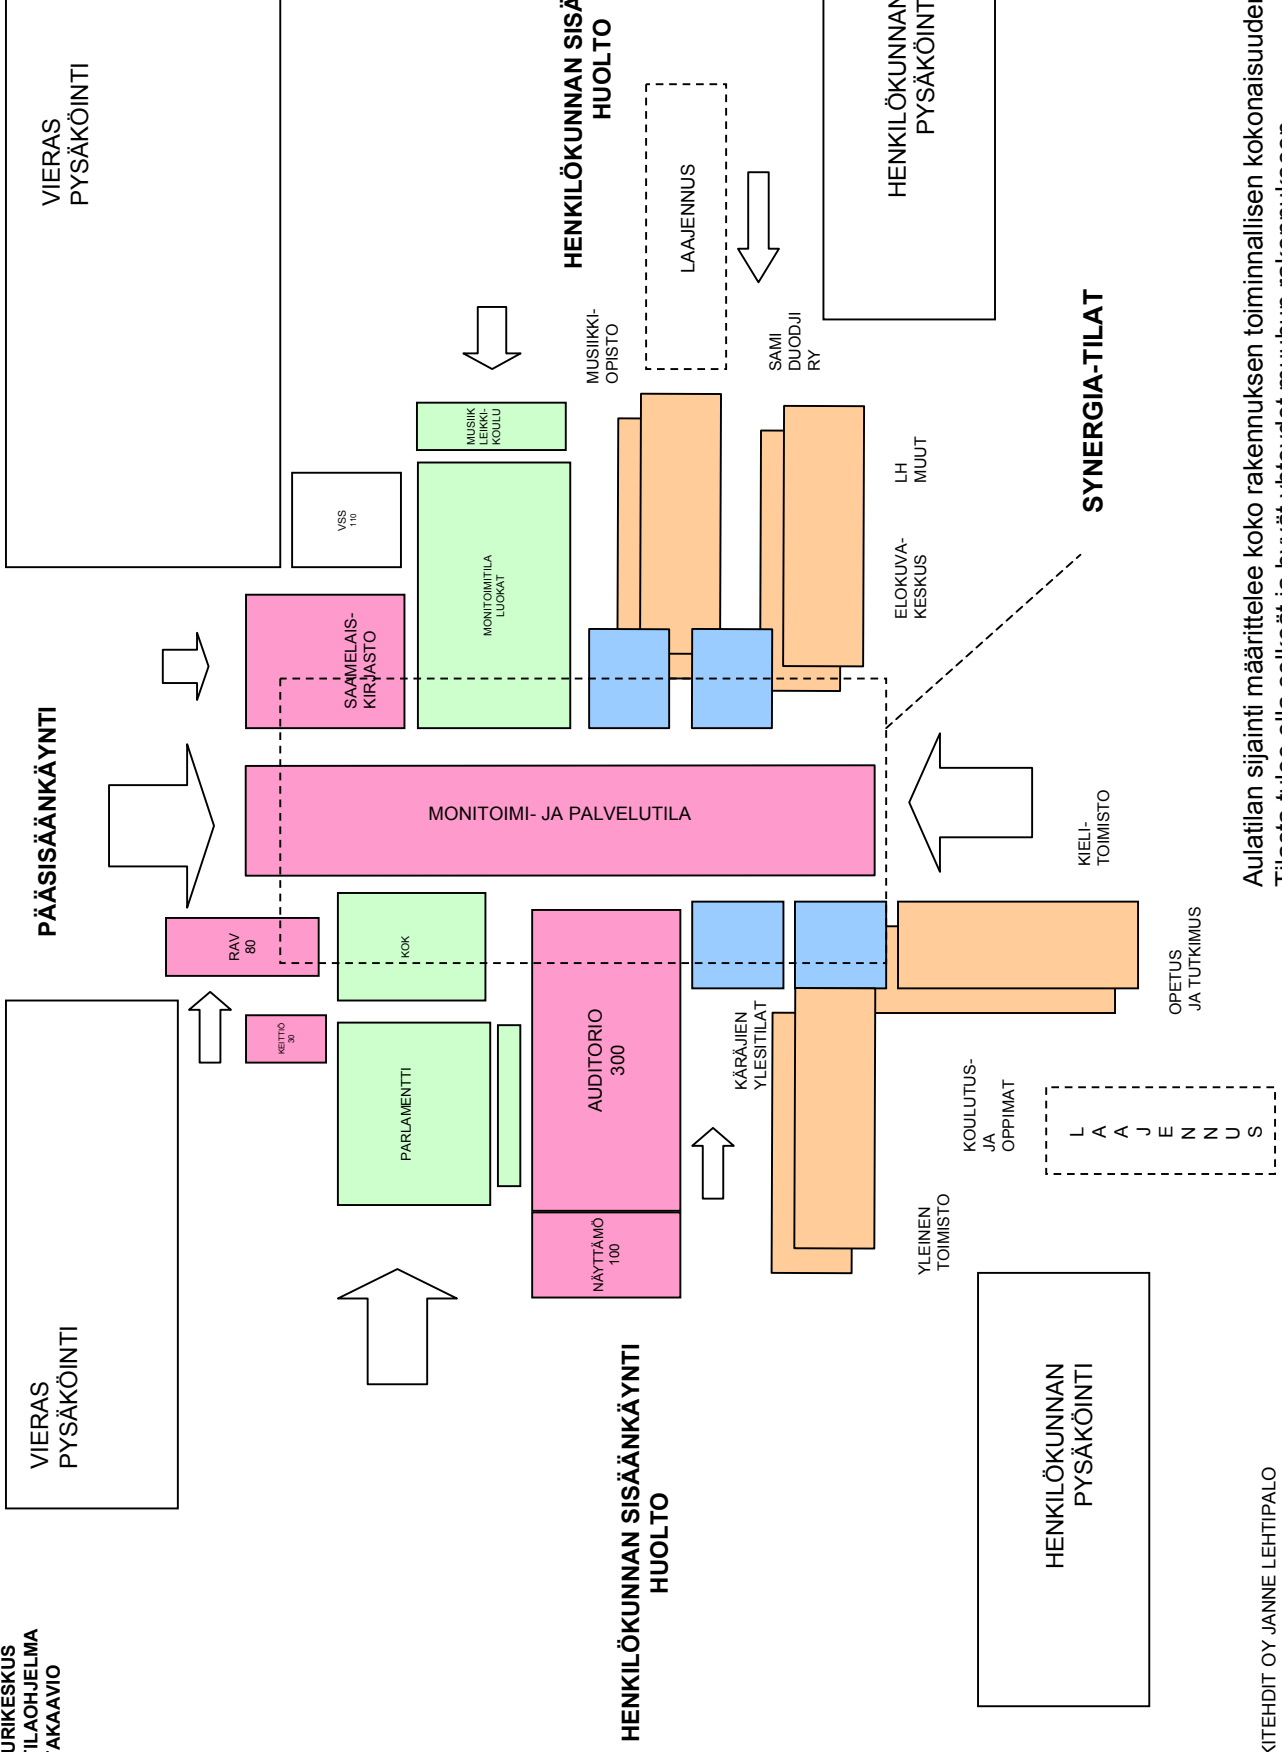 URIKESKUS
TILAOHJELMA
VIERAS
PYSÄKÖINTI
PÄÄSISÄÄNKÄYNTI
VIERAS
PYSÄKÖINTI
RAV
80
KEITTIÖ
30
SAAMELAIS-
KIRJASTO
VSS
110
KOK
PARLAMENTTI
MONITOIMITILA
LUOKAT
MUSIIK
LEIKKI-
KOULU
MONITOIMI- JA PALVELUTILA
NÄYTTÄMÖ
100
AUDITORIO
300
MUSIIKKI-
OPISTO
HENKILÖKUNNAN SISÄ
HUOLTO
LAAJENNUS
HENKILÖKUNNAN SISÄÄNKÄYNTI
HUOLTO
KÄRÄJIEN
YLESITILAT
SAMI
DUODJI
RY
ELOKUVA-
KESKUS
LH
MUUT
HENKILÖKUNNAN
PYSÄKÖINT
YLEINEN
TOIMISTO
KOULUTUS-
JA
OPPIMAT
KIELI-
TOIMISTO
SYNERGIA-TILAT
L
A
A
J
E
N
N
U
S
OPETUS
JA TUTKIMUS
HENKILÖKUNNAN
PYSÄKÖINTI
KITEHDIT OY JANNE LEHTIPALO
Aulatilan sijainti määrittelee koko rakennuksen toiminnallisen kokonaisuuden